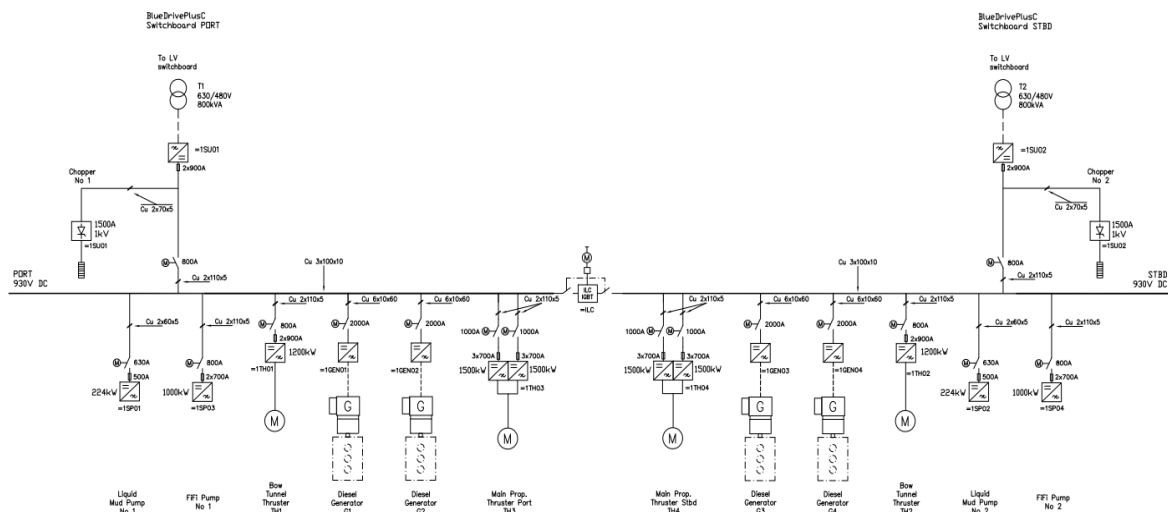 BlueDrivePlusC
Switchboard PORT
BlueDrivePlusC
Switchboard STBD
To LV
switchboard
T1
630/480V
800kVA
To LV
switchboard
T2
630/480V
800kVA
=1SU01
2x900A
=1SU02
2x900A
Chopper
No 1
Cu 2x70x5
1500A
1kV
=1SU01
Chopper
No 2
Cu 2x70x5
1500A
1kV
=1SU02
M
800A
Cu 2x110x5
M
800A
Cu 2x110x5
PORT
930V DC
Cu 3x100x10
M
ILC
IGBT
=ILC
Cu 3x100x10
STBD
930V DC
Cu 2x60x5
M
630A
500A
224kW
=1SP01
Cu 2x110x5
M
800A
2x700A
1000kW
=1SP03
Cu 2x110x5
M
800A
2x900A
1200kW
=1TH01
M
Cu 6x10x60
M
2000A
=1GEN01
G
Cu 6x10x60
M
2000A
=1GEN02
G
Cu 2x110x5
1000A
M
M
1000A
3x700A
3x700A
1500kW
1500kW
=1TH03
M
Cu 2x110x5
1000A
M
M
1000A
3x700A
3x700A
1500kW
1500kW
=1TH04
M
Cu 6x10x60
M
2000A
=1GEN03
G
Cu 6x10x60
M
2000A
=1GEN04
G
Cu 2x110x5
M
800A
2x900A
1200kW
=1TH02
M
Cu 2x60x5
M
630A
500A
224kW
=1SP02
Cu 2x110x5
M
800A
2x700A
1000kW
=1SP04
Liquid
Mud Pump
No 1
FiFi Pump
No 1
Bow
Tunnel
Thruster
TH1
Diesel
Generator
G1
Diesel
Generator
G2
Main Prop.
Thruster Port
TH3
Main Prop.
Thruster Stbd
TH4
Diesel
Generator
G3
Diesel
Generator
G4
Bow
Tunnel
Thruster
TH2
Liquid
Mud Pump
No 2
FiFi Pump
No 2